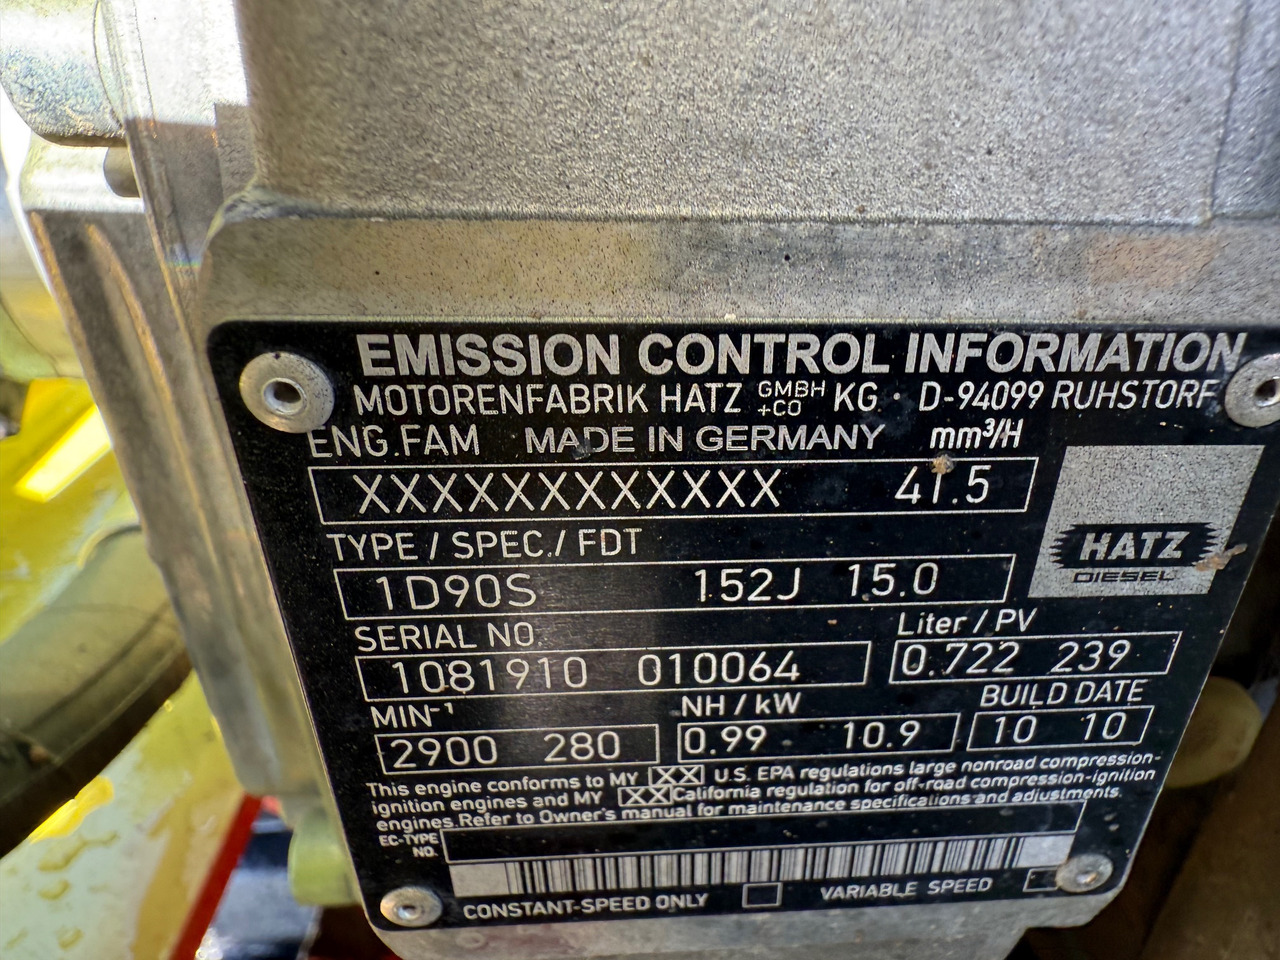 EMISSION CONTROL INFORMATION
MOTORENFABRIK HATZ GMBH +CO KG · D-94099 RUHSTORF
ENG.FAM MADE IN GERMANY mm³/H
XXXXXXXXXXXX 41.5
TYPE / SPEC./ FDT
1D90S 152J 15.0
HATZ
DIESEL
SERIAL NO. Liter / PV
1081910 010064 0.722 239
MIN-¹ NH / kW BUILD DATE
2900 280 0.99 10.9 10 10
This engine conforms to MY XX U.S. EPA regulations large nonroad compression-
ignition engines and MY XX California regulation for off-road compression-ignition
engines.Refer to Owner's manual for maintenance specifications and adjustments.
EC-TYPE
NO.
CONSTANT-SPEED ONLY VARIABLE SPEED